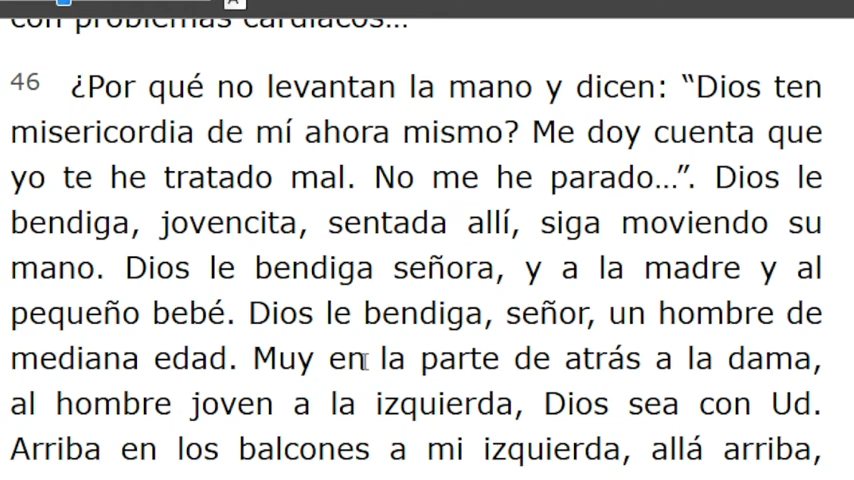 con problemas cardíacos…
46 ¿Por qué no levantan la mano y dicen: “Dios ten
misericordia de mí ahora mismo? Me doy cuenta que
yo te he tratado mal. No me he parado…”. Dios le
bendiga, jovencita, sentada allí, siga moviendo su
mano. Dios le bendiga señora, y a la madre y al
pequeño bebé. Dios le bendiga, señor, un hombre de
mediana edad. Muy en la parte de atrás a la dama,
al hombre joven a la izquierda, Dios sea con Ud.
Arriba en los balcones a mi izquierda, allá arriba,